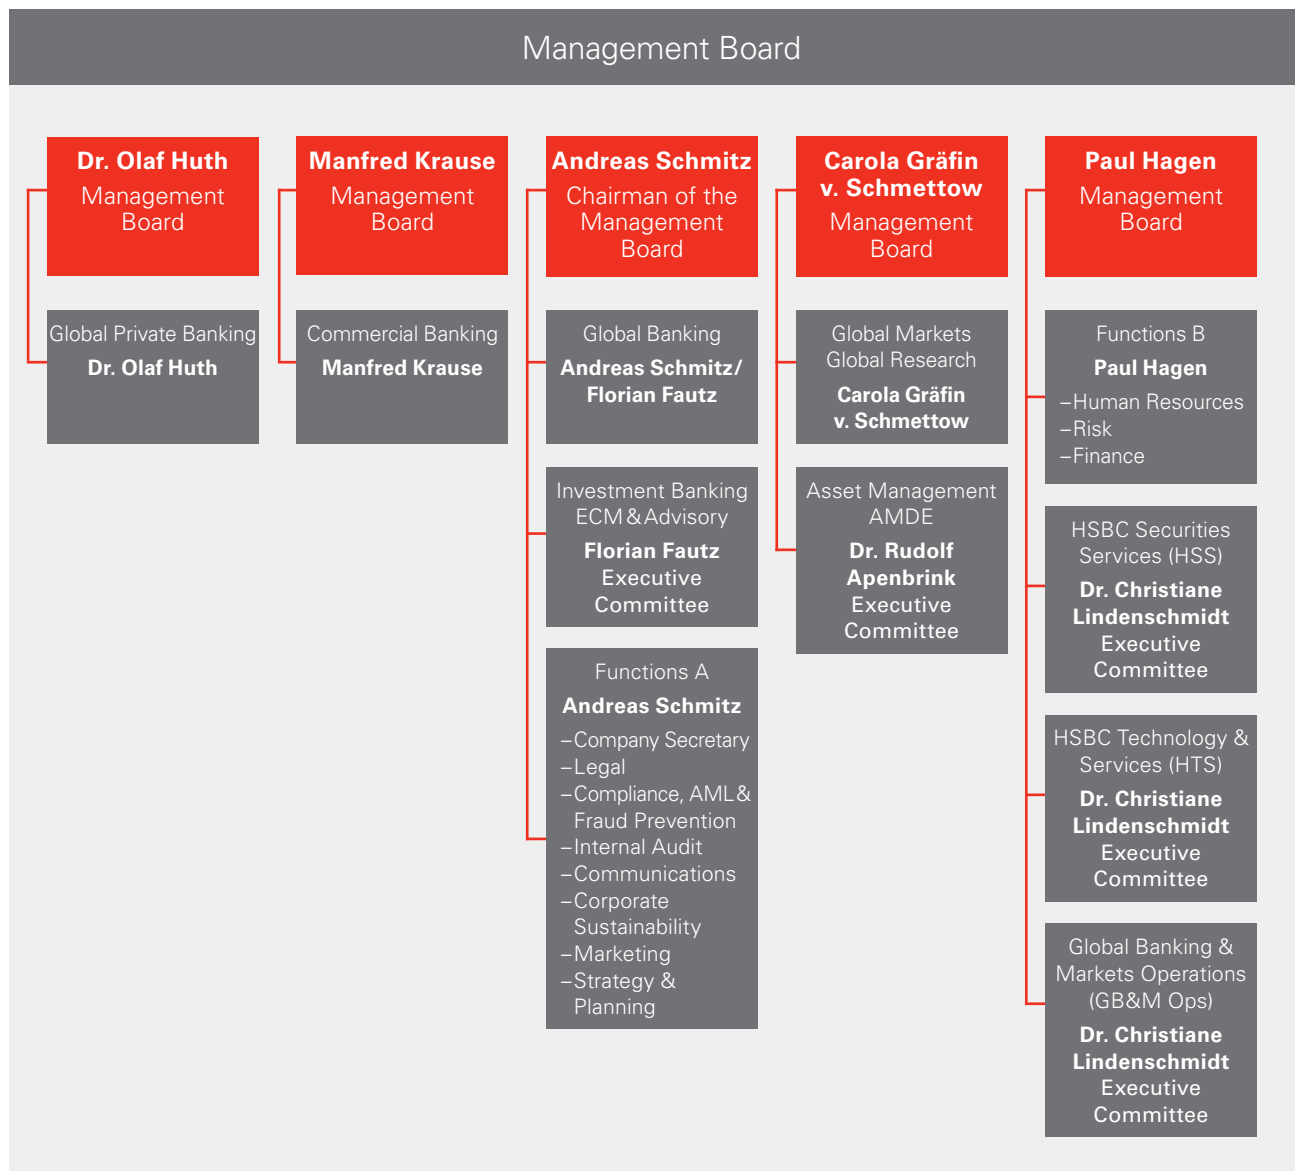 Management Board
Dr. Olaf Huth
Management
Board
Global Private Banking
Dr. Olaf Huth
Manfred Krause
Management
Board
Commercial Banking
Manfred Krause
Andreas Schmitz
Chairman of the
Management
Board
Global Banking
Andreas Schmitz/
Florian Fautz
Investment Banking
ECM & Advisory
Florian Fautz
Executive
Committee
Functions A
Andreas Schmitz
– Company Secretary
– Legal
– Compliance, AML &
Fraud Prevention
– Internal Audit
– Communications
– Corporate
Sustainability
– Marketing
– Strategy &
Planning
Carola Gräfin
v. Schmettow
Management
Board
Global Markets
Global Research
Carola Gräfin
v. Schmettow
Asset Management
AMDE
Dr. Rudolf
Apenbrink
Executive
Committee
Paul Hagen
Management
Board
Functions B
Paul Hagen
– Human Resources
– Risk
– Finance
HSBC Securities
Services (HSS)
Dr. Christiane
Lindenschmidt
Executive
Committee
HSBC Technology &
Services (HTS)
Dr. Christiane
Lindenschmidt
Executive
Committee
Global Banking &
Markets Operations
(GB&M Ops)
Dr. Christiane
Lindenschmidt
Executive
Committee